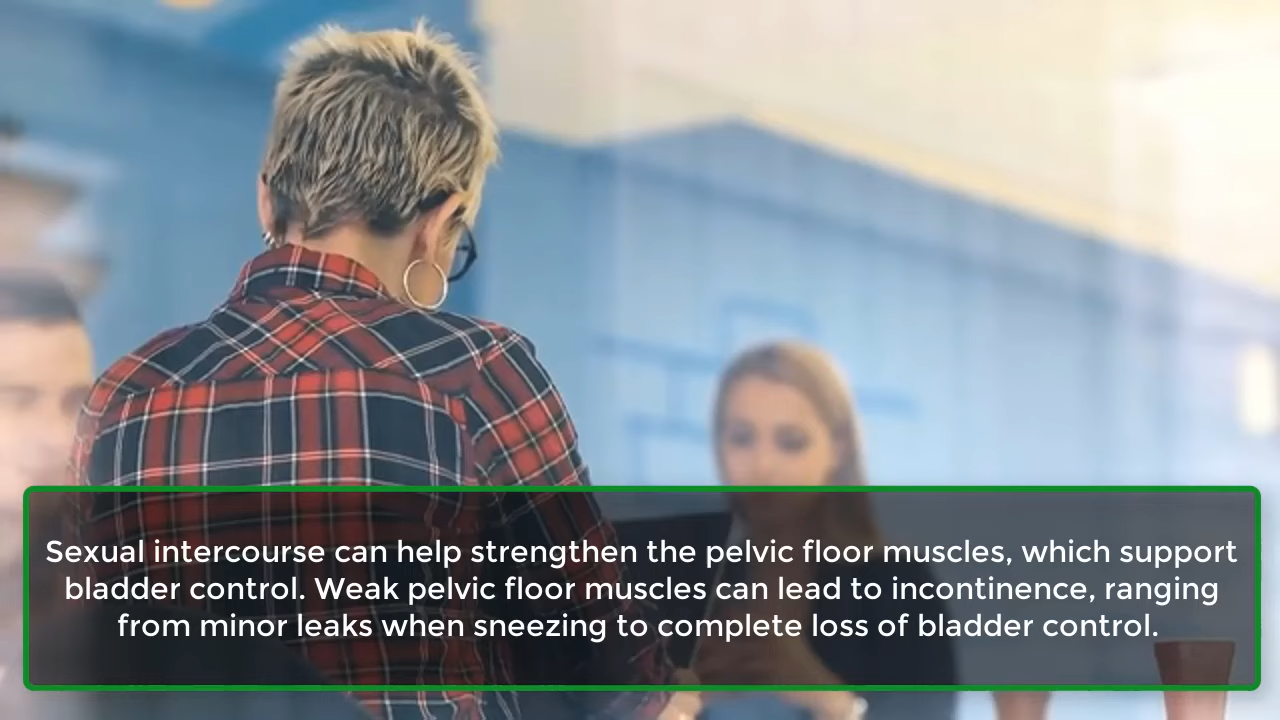 Sexual intercourse can help strengthen the pelvic floor muscles, which support
bladder control. Weak pelvic floor muscles can lead to incontinence, ranging
from minor leaks when sneezing to complete loss of bladder control.